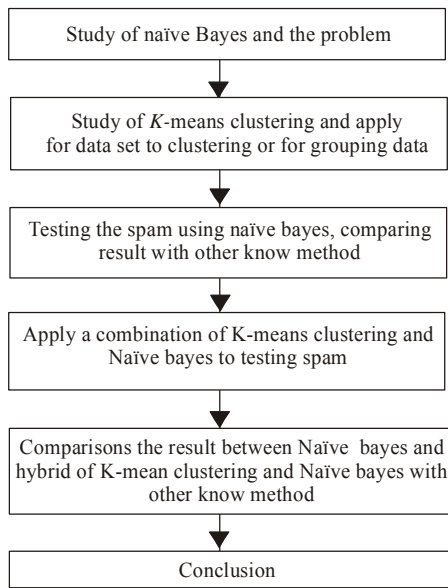 Study of naïve Bayes and the problem
Study of K-means clustering and apply
for data set to clustering or for grouping data
Testing the spam using naïve bayes, comparing
result with other know method
Apply a combination of K-means clustering and
Naïve bayes to testing spam
Comparisons the result between Naïve bayes and
hybrid of K-mean clustering and Naïve bayes with
other know method
Conclusion